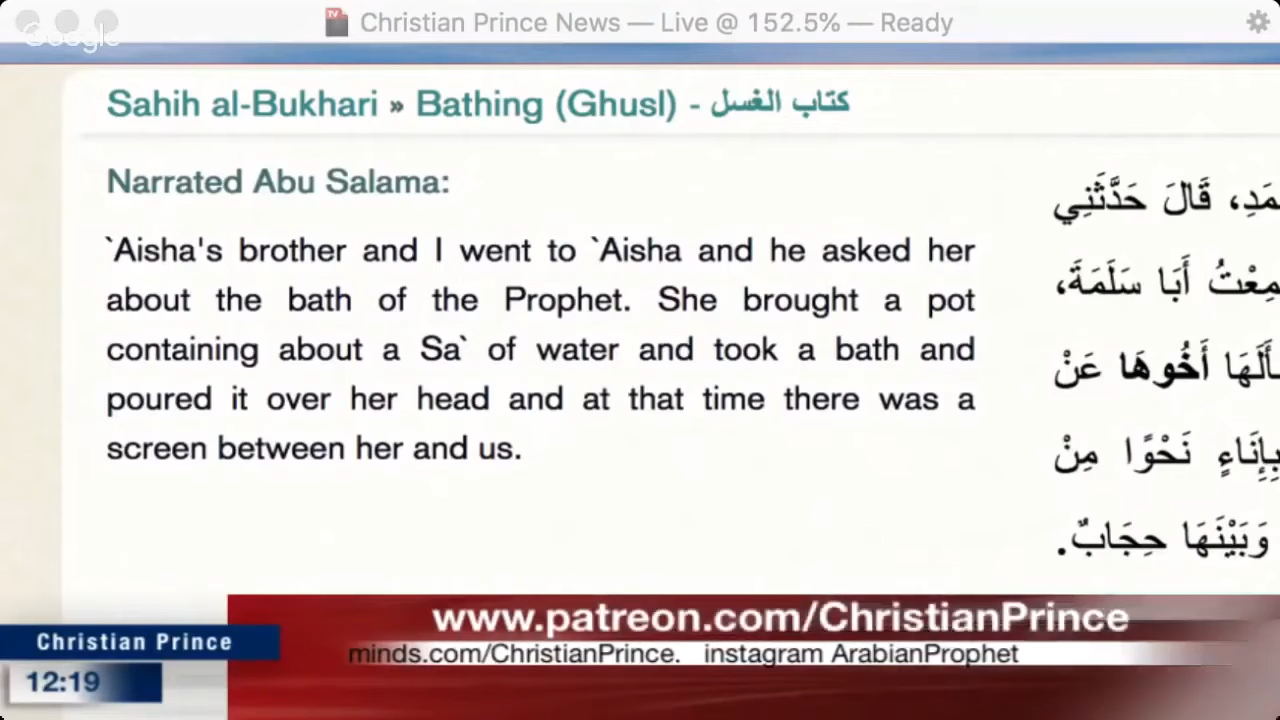 Christian Prince News — Live @ 152.5% — Ready
Google
Sahih al-Bukhari » Bathing (Ghusl) - كتاب الغسل
Narrated Abu Salama:
`Aisha's brother and I went to `Aisha and he asked her
about the bath of the Prophet. She brought a pot
containing about a Sa` of water and took a bath and
poured it over her head and at that time there was a
screen between her and us.
قَالَ حَدَّثَنِي
أَبَا سَلَمَةَ،
أَخُوهَا عَنْ
نَحْوًا مِنْ
وَبَيْنَهَا حِجَابٌ.
www.patreon.com/ChristianPrince
minds.com/ChristianPrince. instagram ArabianProphet
Christian Prince
12:19